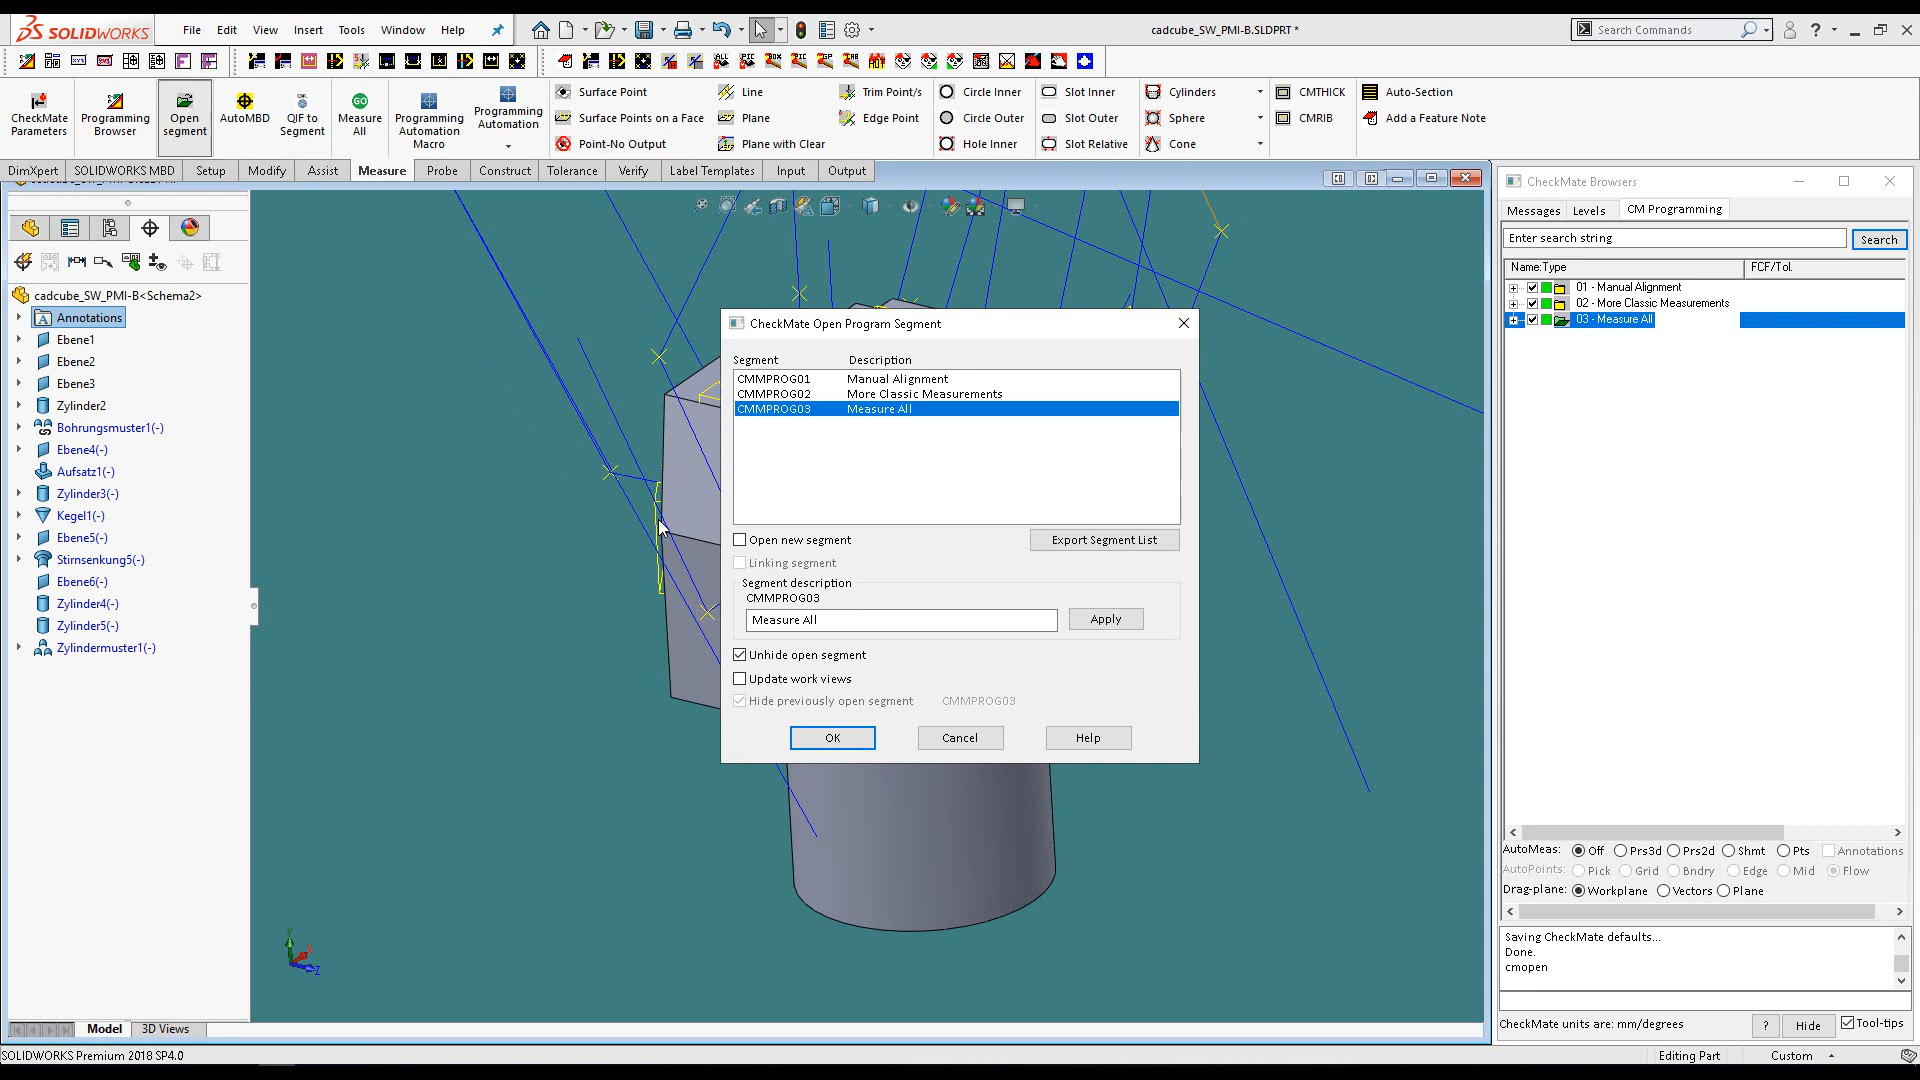 SOLIDWORKS File Edit View Insert Tools Window Help cadcube_SW_PMI-B.SLDPRT * Search Commands ?
CheckMate Parameters
Programming Browser
Open segment
AutoMBD
QIF to Segment
GO Measure All
Programming Automation Macro
Programming Automation
Surface Point Line Trim Point/s Circle Inner Slot Inner Cylinders CMTHICK Auto-Section
Surface Points on a Face Plane Edge Point Circle Outer Slot Outer Sphere CMRIB Add a Feature Note
Point-No Output Plane with Clear Hole Inner Slot Relative Cone
DimXpert SOLIDWORKS MBD Setup Modify Assist Measure Probe Construct Tolerance Verify Label Templates Input Output
cadcube_SW_PMI-B<Schema2>
Annotations
Ebene1
Ebene2
Ebene3
Zylinder2
Bohrungsmuster1(-)
Ebene4(-)
Aufsatz1(-)
Zylinder3(-)
Kegel1(-)
Ebene5(-)
Stirnsenkung5(-)
Ebene6(-)
Zylinder4(-)
Zylinder5(-)
Zylindermuster1(-)
CheckMate Open Program Segment
Segment Description
CMMPROG01 Manual Alignment
CMMPROG02 More Classic Measurements
CMMPROG03 Measure All
Open new segment Export Segment List
Linking segment
Segment description
CMMPROG03
Measure All Apply
Unhide open segment
Update work views
Hide previously open segment CMMPROG03
OK Cancel Help
Y
X
Z
CheckMate Browsers
Messages Levels CM Programming
Enter search string Search
Name:Type FCF/Tol.
01 - Manual Alignment
02 - More Classic Measurements
03 - Measure All
AutoMeas: Off Prs3d Prs2d Shmt Pts Annotations
AutoPoints: Pick Grid Bndry Edge Mid Flow
Drag-plane: Workplane Vectors Plane
Saving CheckMate defaults...
Done.
cmopen
CheckMate units are: mm/degrees ? Hide Tool-tips
Model 3D Views
SOLIDWORKS Premium 2018 SP4.0 Editing Part Custom